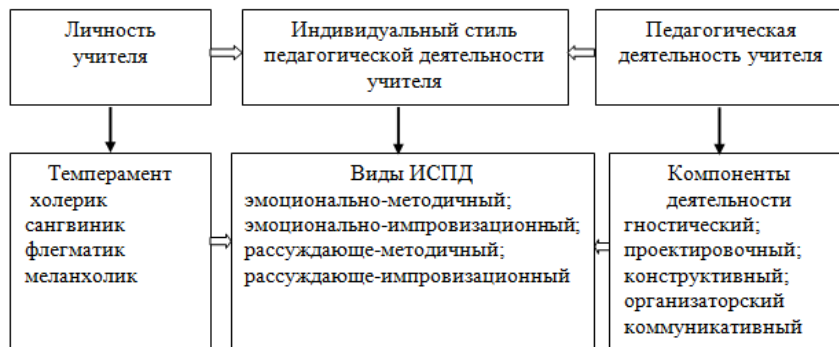 Личность
учителя
Индивидуальный стиль
педагогической деятельности
учителя
Педагогическая
деятельность учителя
Темперамент
холерик
сангвиник
флегматик
меланхолик
Виды ИСПД
эмоционально-методичный;
эмоционально-импровизационный;
рассуждающе-методичный;
рассуждающе-импровизационный
Компоненты
деятельности
гностический;
проектировочный;
конструктивный;
организаторский
коммуникативный